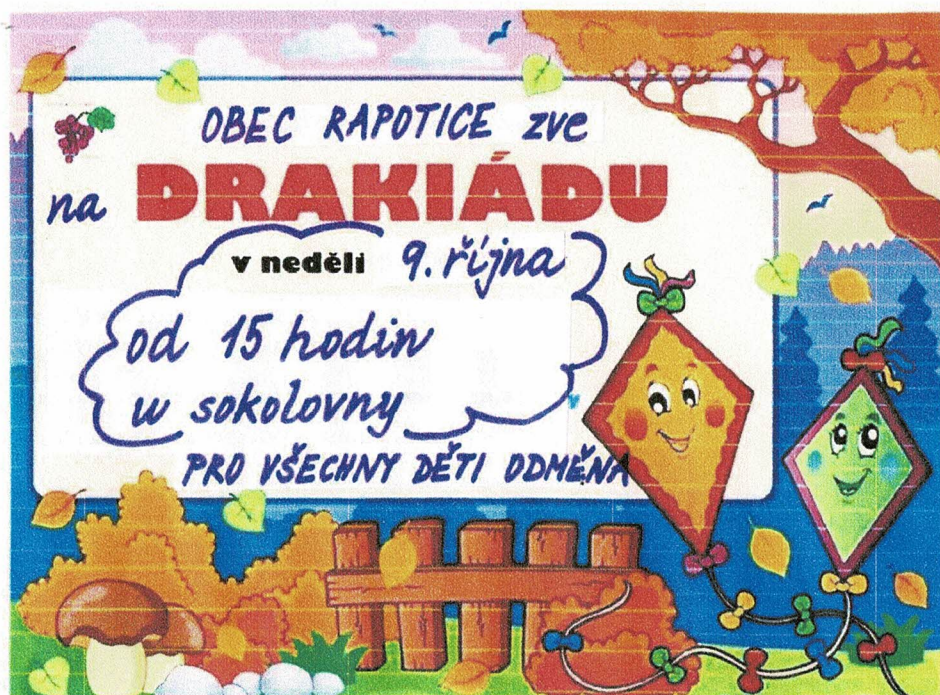 OBEC RAPOTICE zve
na DRAKIÁDU
v neděli 9. října
od 15 hodin
u sokolovny
PRO VŠECHNY DĚTI ODMĚNA